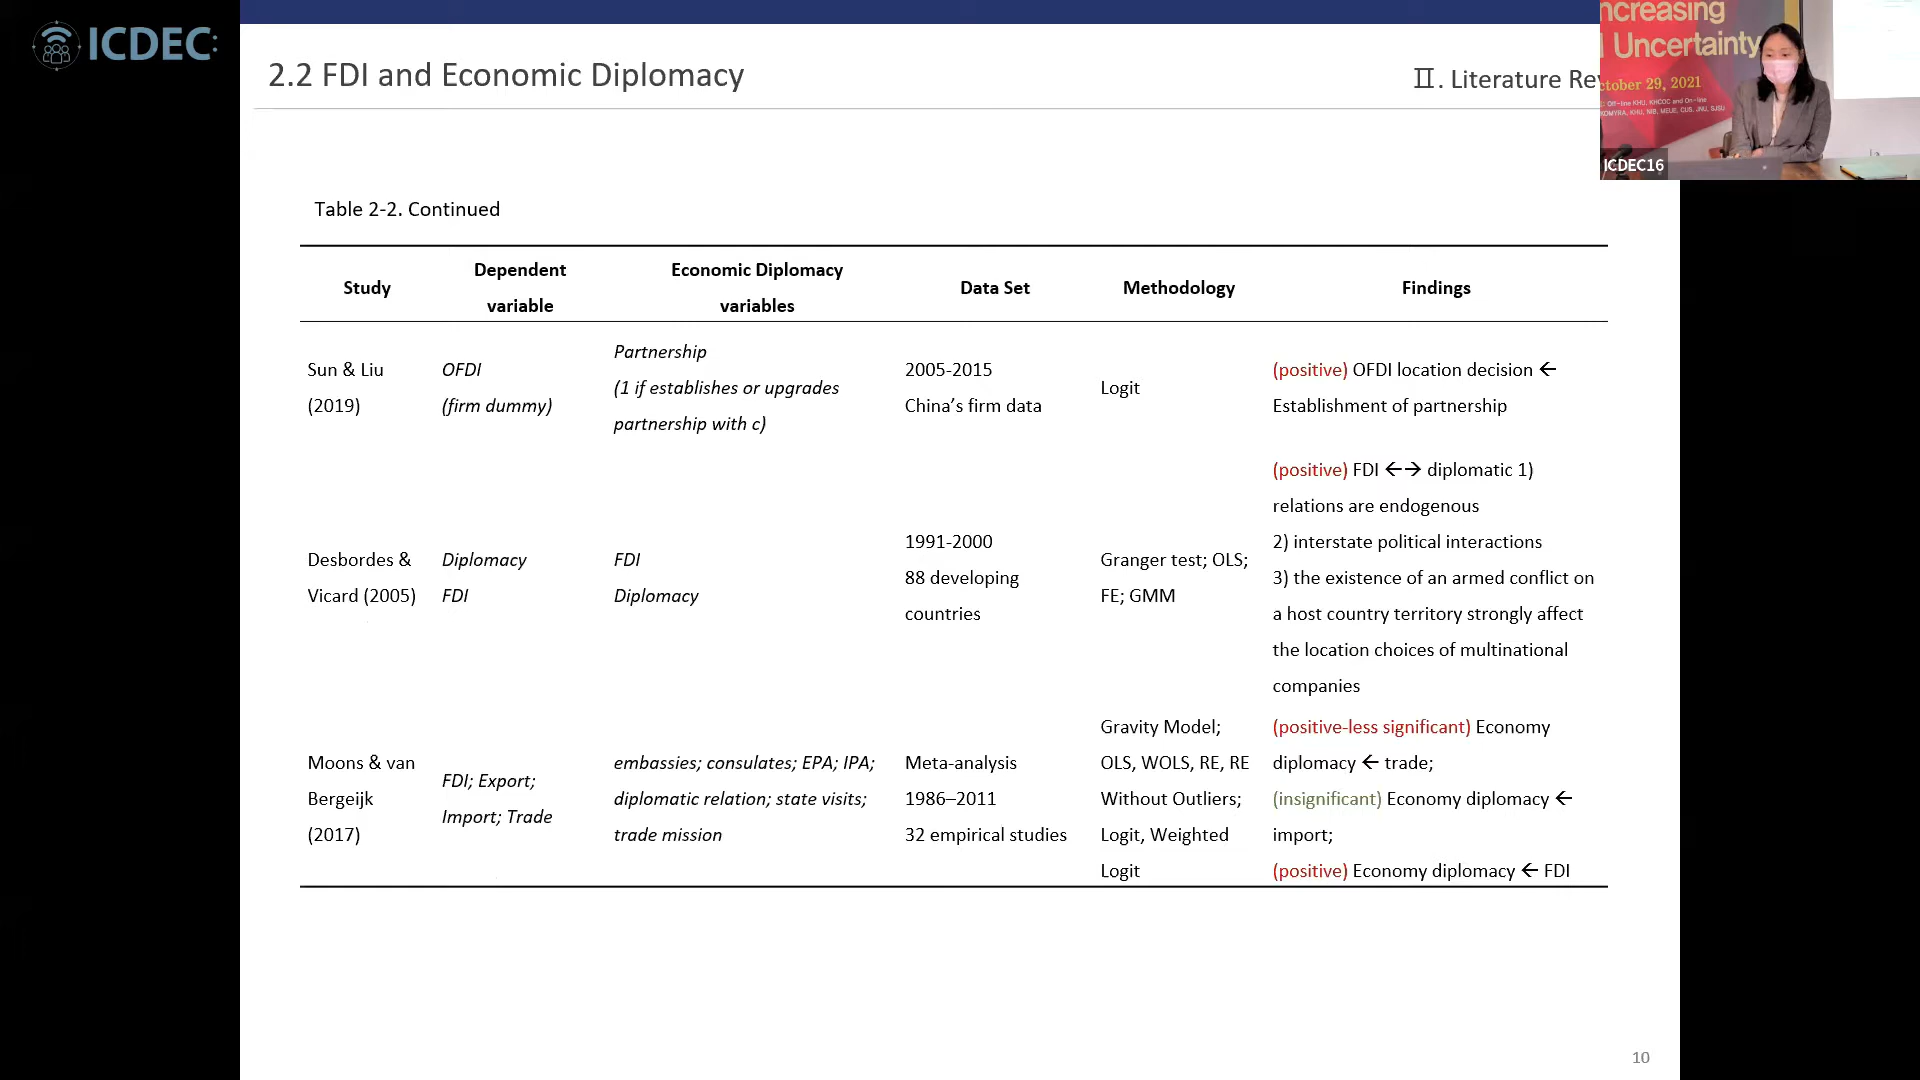 ICDEC:
2.2 FDI and Economic Diplomacy
Ⅱ. Literature Re
ncreasing
Uncertainty
ctober 29, 2021
ICDEC16
Table 2-2. Continued
Study
Dependent
variable
Economic Diplomacy
variables
Data Set
Methodology
Findings
Sun & Liu
(2019)
OFDI
(firm dummy)
Partnership
(1 if establishes or upgrades
partnership with c)
2005-2015
China’s firm data
Logit
(positive) OFDI location decision ←
Establishment of partnership
Desbordes &
Vicard (2005)
Diplomacy
FDI
FDI
Diplomacy
1991-2000
88 developing
countries
Granger test; OLS;
FE; GMM
(positive) FDI ←→ diplomatic 1)
relations are endogenous
2) interstate political interactions
3) the existence of an armed conflict on
a host country territory strongly affect
the location choices of multinational
companies
Moons & van
Bergeijk
(2017)
FDI; Export;
Import; Trade
embassies; consulates; EPA; IPA;
diplomatic relation; state visits;
trade mission
Meta-analysis
1986–2011
32 empirical studies
Gravity Model;
OLS, WOLS, RE, RE
Without Outliers;
Logit, Weighted
Logit
(positive-less significant) Economy
diplomacy ← trade;
(insignificant) Economy diplomacy ←
import;
(positive) Economy diplomacy ← FDI
10